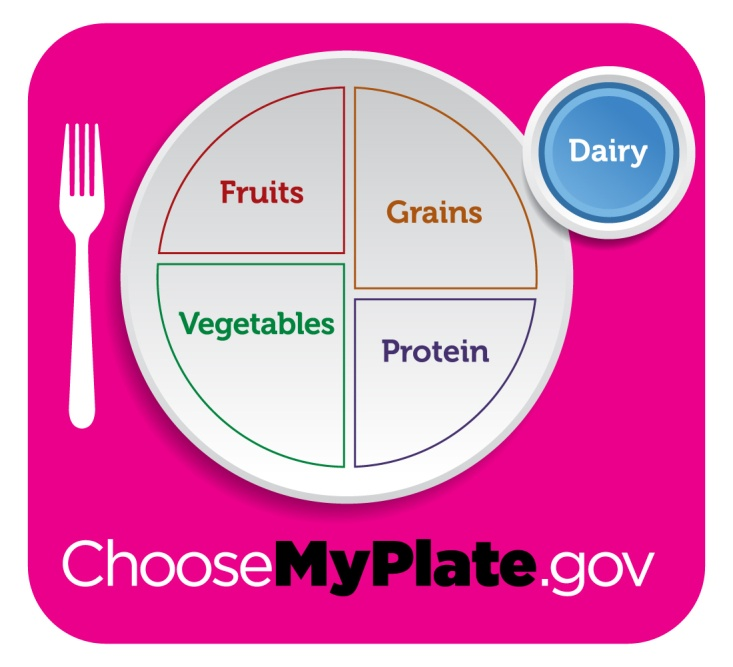 Fruits
Grains
Dairy
Vegetables
Protein
ChooseMyPlate.gov